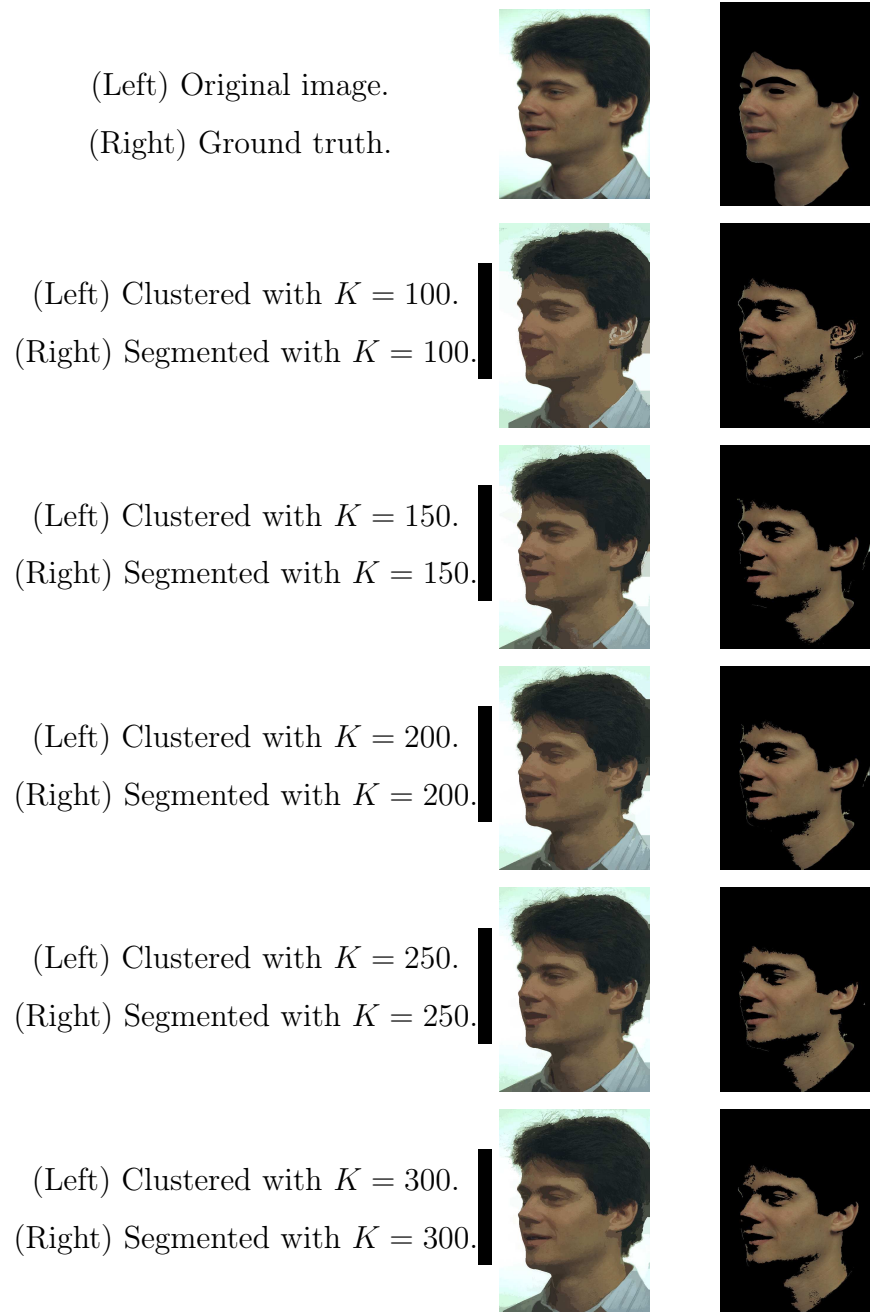 (Left) Original image.
(Right) Ground truth.
(Left) Clustered with K = 100.
(Right) Segmented with K = 100.
(Left) Clustered with K = 150.
(Right) Segmented with K = 150.
(Left) Clustered with K = 200.
(Right) Segmented with K = 200.
(Left) Clustered with K = 250.
(Right) Segmented with K = 250.
(Left) Clustered with K = 300.
(Right) Segmented with K = 300.